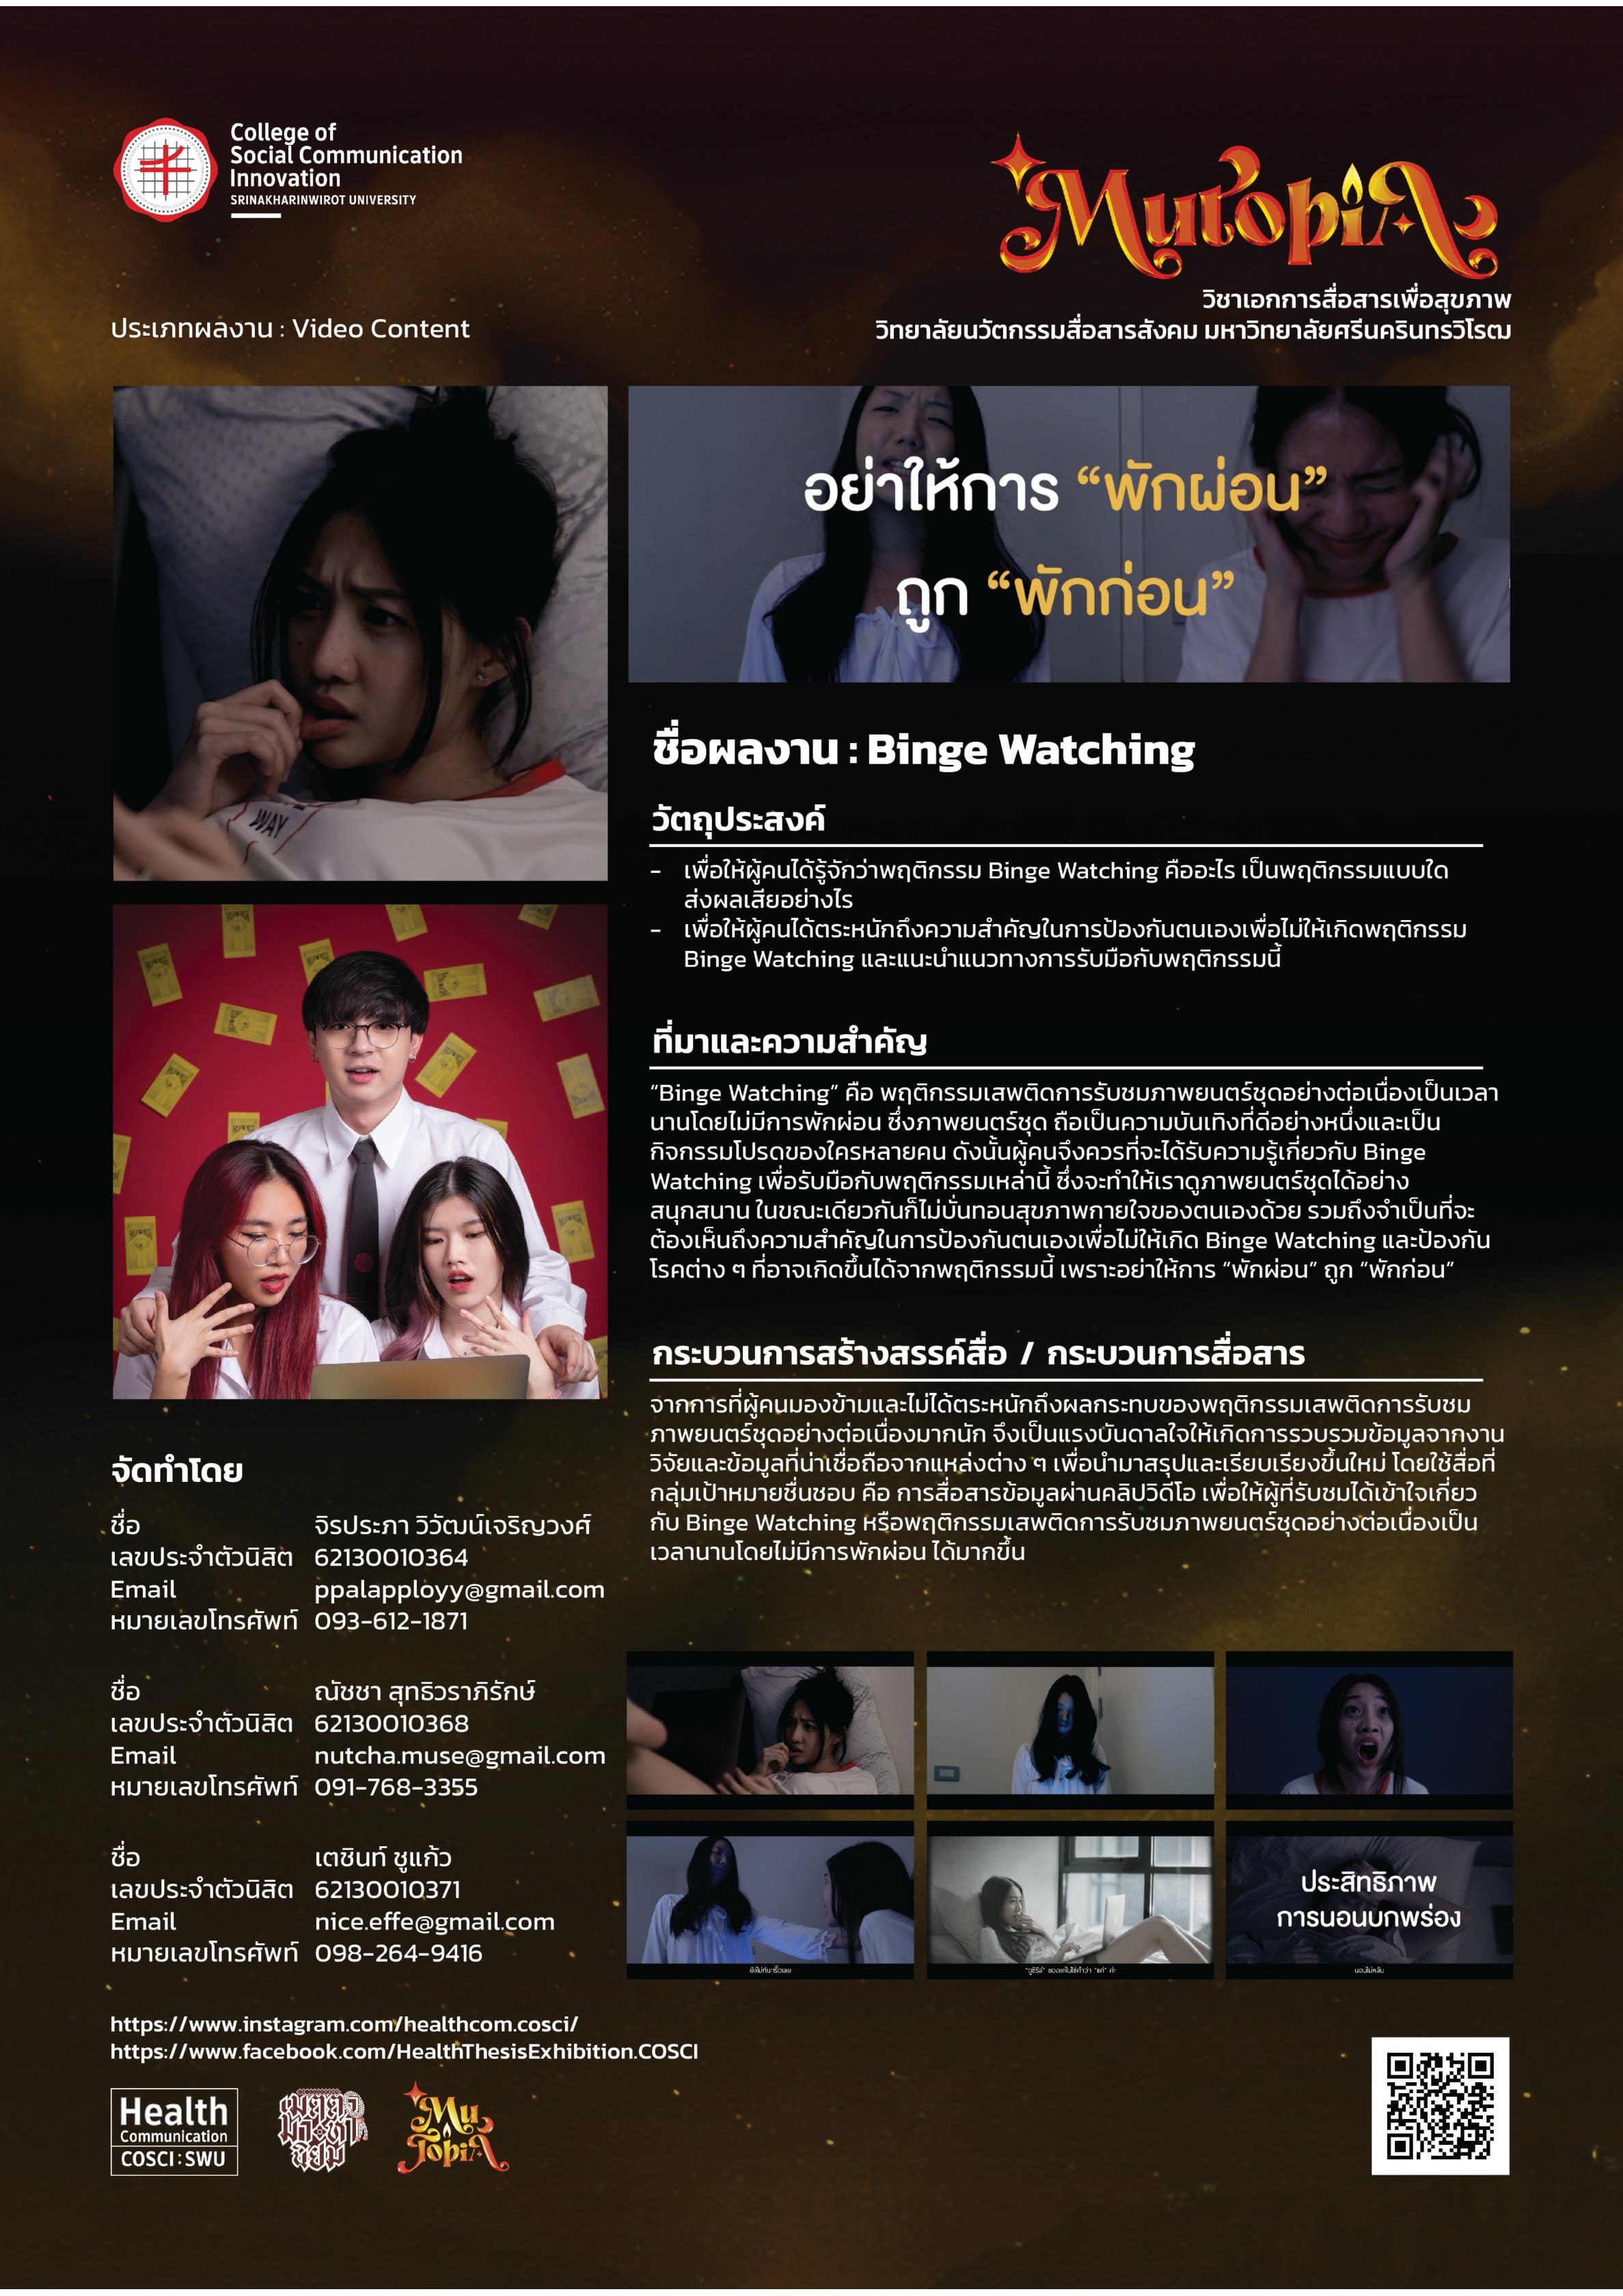 College of
Social Communication
Innovation
SRINAKHARINWIROT UNIVERSITY
Mutopia
วิชาเอกการสื่อสารเพื่อสุขภาพ
วิทยาลัยนวัตกรรมสื่อสารสังคม มหาวิทยาลัยศรีนครินทรวิโรฒ
ประเภทผลงาน : Video Content
อย่าให้การ “พักผ่อน”
ถูก “พักก่อน”
WAY
ชื่อผลงาน : Binge Watching
วัตถุประสงค์
- เพื่อให้ผู้คนได้รู้จักว่าพฤติกรรม Binge Watching คืออะไร เป็นพฤติกรรมแบบใด
ส่งผลเสียอย่างไร
- เพื่อให้ผู้คนได้ตระหนักถึงความสำคัญในการป้องกันตนเองเพื่อไม่ให้เกิดพฤติกรรม
Binge Watching และแนะนำแนวทางการรับมือกับพฤติกรรมนี้
ที่มาและความสำคัญ
“Binge Watching” คือ พฤติกรรมเสพติดการรับชมภาพยนตร์ชุดอย่างต่อเนื่องเป็นเวลา
นานโดยไม่มีการพักผ่อน ซึ่งภาพยนตร์ชุด ถือเป็นความบันเทิงที่ดีอย่างหนึ่งและเป็น
กิจกรรมโปรดของใครหลายคน ดังนั้นผู้คนจึงควรที่จะได้รับความรู้เกี่ยวกับ Binge
Watching เพื่อรับมือกับพฤติกรรมเหล่านี้ ซึ่งจะทำให้เราดูภาพยนตร์ชุดได้อย่าง
สนุกสนาน ในขณะเดียวกันก็ไม่บั่นทอนสุขภาพกายใจของตนเองด้วย รวมถึงจำเป็นที่จะ
ต้องเห็นถึงความสำคัญในการป้องกันตนเองเพื่อไม่ให้เกิด Binge Watching และป้องกัน
โรคต่าง ๆ ที่อาจเกิดขึ้นได้จากพฤติกรรมนี้ เพราะอย่าให้การ “พักผ่อน” ถูก “พักก่อน”
กระบวนการสร้างสรรค์สื่อ / กระบวนการสื่อสาร
จากการที่ผู้คนมองข้ามและไม่ได้ตระหนักถึงผลกระทบของพฤติกรรมเสพติดการรับชม
ภาพยนตร์ชุดอย่างต่อเนื่องมากนัก จึงเป็นแรงบันดาลใจให้เกิดการรวบรวมข้อมูลจากงาน
วิจัยและข้อมูลที่น่าเชื่อถือจากแหล่งต่าง ๆ เพื่อนำมาสรุปและเรียบเรียงขึ้นใหม่ โดยใช้สื่อที่
กลุ่มเป้าหมายชื่นชอบ คือ การสื่อสารข้อมูลผ่านคลิปวิดีโอ เพื่อให้ผู้ที่รับชมได้เข้าใจเกี่ยว
กับ Binge Watching หรือพฤติกรรมเสพติดการรับชมภาพยนตร์ชุดอย่างต่อเนื่องเป็น
เวลานานโดยไม่มีการพักผ่อน ได้มากขึ้น
จัดทำโดย
ชื่อ จิรประภา วิวัฒน์เจริญวงศ์
เลขประจำตัวนิสิต 62130010364
Email ppalapployy@gmail.com
หมายเลขโทรศัพท์ 093-612-1871
ชื่อ ณัชชา สุทธิวราภิรักษ์
เลขประจำตัวนิสิต 62130010368
Email nutcha.muse@gmail.com
หมายเลขโทรศัพท์ 091-768-3355
ชื่อ เตชินท์ ชูแก้ว
เลขประจำตัวนิสิต 62130010371
Email nice.effe@gmail.com
หมายเลขโทรศัพท์ 098-264-9416
ประสิทธิภาพ
การนอนบกพร่อง
นอนไม่หลับ
https://www.instagram.com/healthcom.cosci/
https://www.facebook.com/HealthThesisExhibition.COSCI
Health
Communication
COSCI:SWU
เมตตา
มหา
นิยม
Mu
Topia